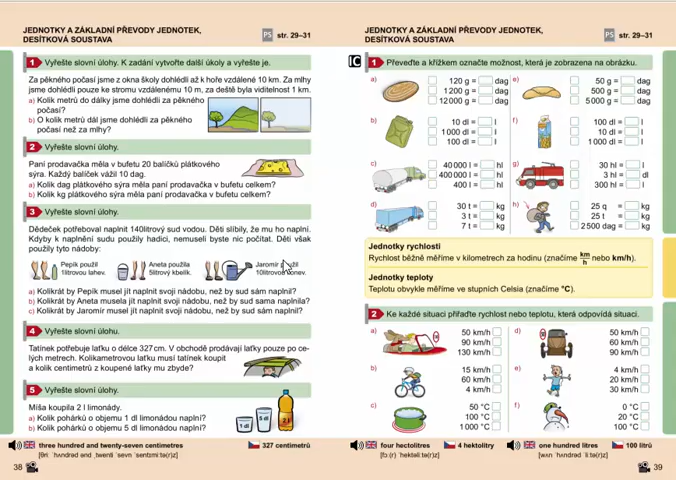 JEDNOTKY A ZÁKLADNÍ PŘEVODY JEDNOTEK,
DESÍTKOVÁ SOUSTAVA
PS str. 29–31
1 Vyřešte slovní úlohy. K zadání vytvořte další úkoly a vyřešte je.
Za pěkného počasí jsme z okna školy dohlédli až k hoře vzdálené 10 km. Za mlhy
jsme dohlédli pouze ke stromu vzdálenému 10 m, za deště byla viditelnost 1 km.
a) Kolik metrů do dálky jsme dohlédli za pěkného
počasí?
b) O kolik metrů dál jsme dohlédli za pěkného
počasí než za mlhy?
2 Vyřešte slovní úlohy.
Paní prodavačka měla v bufetu 20 balíčků plátkového
sýra. Každý balíček vážil 10 dag.
a) Kolik dag plátkového sýra měla paní prodavačka v bufetu celkem?
b) Kolik kg plátkového sýra měla paní prodavačka v bufetu celkem?
3 Vyřešte slovní úlohy.
Dědeček potřeboval naplnit 140litrový sud vodou. Děti slíbily, že mu ho naplní.
Kdyby k naplnění sudu použily hadici, nemuseli byste nic počítat. Děti však
použily tyto nádoby:
Pepík použil
1litrovou lahev.
Aneta použila
5litrový kbelík.
Jaromír použil
10litrovou konev.
a) Kolikrát by Pepík musel jít naplnit svoji nádobu, než by sud sám naplnil?
b) Kolikrát by Aneta musela jít naplnit svoji nádobu, než by sud sama naplnila?
c) Kolikrát by Jaromír musel jít naplnit svoji nádobu, než by sud sám naplnil?
4 Vyřešte slovní úlohu.
Tatínek potřebuje laťku o délce 327 cm. V obchodě prodávají laťky pouze po ce-
lých metrech. Kolikametrovou laťku musí tatínek koupit
a kolik centimetrů z koupené laťky mu zbyde?
5 Vyřešte slovní úlohy.
Míša koupila 2 l limonády.
a) Kolik pohárků o objemu 1 dl limonádou naplní?
b) Kolik pohárků o objemu 5 dl limonádou naplní?
1 dl
5 dl
2 l
three hundred and twenty-seven centimetres
327 centimetrů
38
JEDNOTKY A ZÁKLADNÍ PŘEVODY JEDNOTEK,
DESÍTKOVÁ SOUSTAVA
PS str. 29–31
1 Převeďte a křížkem označte možnost, která je zobrazena na obrázku.
a)
120 g = dag
1 200 g = dag
12 000 g = dag
e)
50 g = dag
500 g = dag
5 000 g = dag
b)
10 dl = l
1 000 dl = l
100 dl = l
f)
100 dl = l
10 dl = l
1 000 dl = l
c)
40 000 l = hl
400 000 l = hl
400 l = hl
g)
30 hl = l
3 hl = dl
300 hl = l
d)
30 t = kg
3 t = kg
7 t = kg
h)
25 q = kg
25 t = kg
2 500 dag = kg
Jednotky rychlosti
Rychlost běžně měříme v kilometrech za hodinu (značíme km/h nebo km/h).
Jednotky teploty
Teplotu obvykle měříme ve stupních Celsia (značíme °C).
2 Ke každé situaci přiřaďte rychlost nebo teplotu, která odpovídá situaci.
a)
50 km/h
90 km/h
130 km/h
d)
50 km/h
60 km/h
90 km/h
b)
15 km/h
60 km/h
4 km/h
e)
4 km/h
20 km/h
30 km/h
c)
50 °C
100 °C
1 000 °C
f)
0 °C
20 °C
100 °C
four hectolitres
4 hektolitry
one hundred litres
100 litrů
39